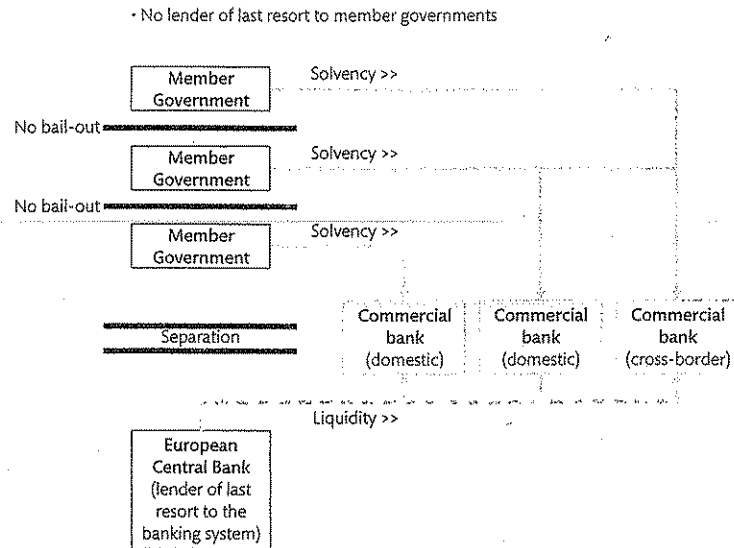 • No lender of last resort to member governments
Member
Government
Solvency >>
No bail-out
Member
Government
Solvency >>
No bail-out
Member
Government
Solvency >>
Separation
Commercial
bank
(domestic)
Commercial
bank
(domestic)
Commercial
bank
(cross-border)
Liquidity >>
European
Central Bank
(lender of last
resort to the
banking system)